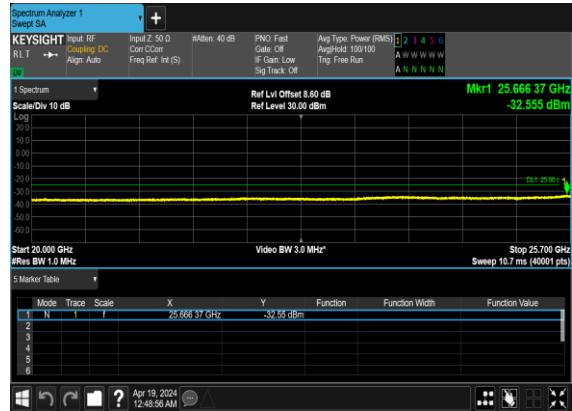 Spectrum Analyzer 1
Swept SA
KEYSIGHT Input: RF Input Z: 50 Ω #Atten: 40 dB PNO: Fast Avg Type: Power (RMS) 1 2 3 4 5 6
RLT Coupling: DC Corr CCorr Gate: Off Avg|Hold: 100/100 A W W W W W
Align: Auto Freq Ref: Int (S) IF Gain: Low Trig: Free Run
Sig Track: Off A N N N N N
1 Spectrum Ref Lvl Offset 8.60 dB Mkr1 25.666 37 GHz
Scale/Div 10 dB Ref Level 30.00 dBm -32.555 dBm
Log
20.0
10.0
0.00
-10.0
-20.0
DL1 -25.00
-30.0
-40.0
-50.0
-60.0
Start 20.000 GHz Video BW 3.0 MHz* Stop 25.700 GHz
#Res BW 1.0 MHz Sweep 10.7 ms (40001 pts)
5 Marker Table
Mode Trace Scale X Y Function Function Width Function Value
1 N 1 f 25.666 37 GHz -32.55 dBm
2
3
4
5
6
? Apr 19, 2024
12:48:56 AM